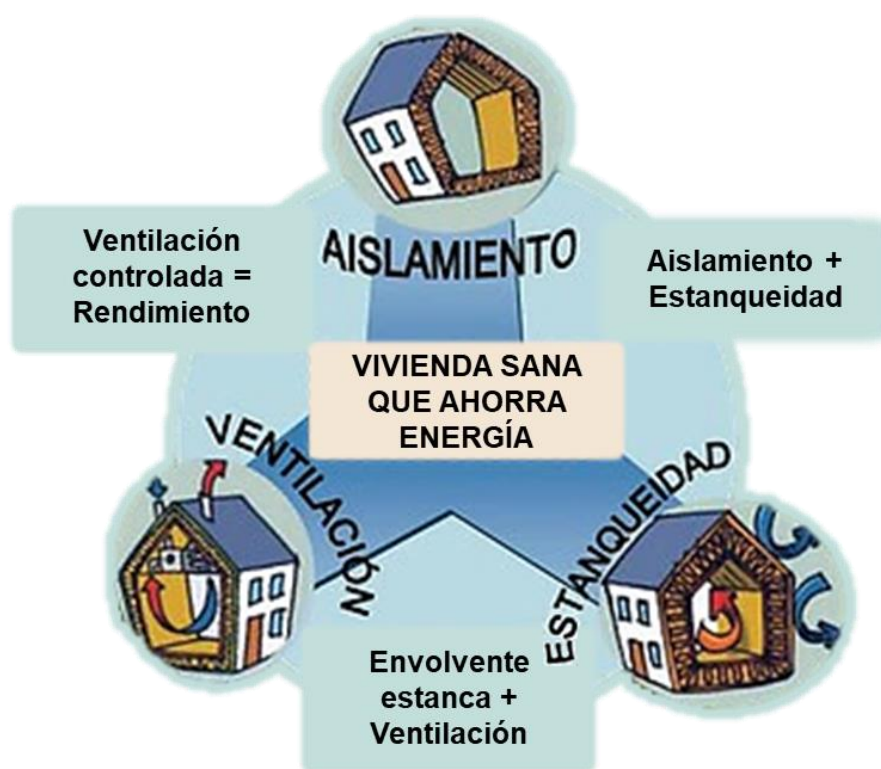 AISLAMIENTO
Ventilación
controlada =
Rendimiento
Aislamiento +
Estanqueidad
VIVIENDA SANA
QUE AHORRA
ENERGÍA
VENTILACIÓN
ESTANQUEIDAD
Envolvente
estanca +
Ventilación